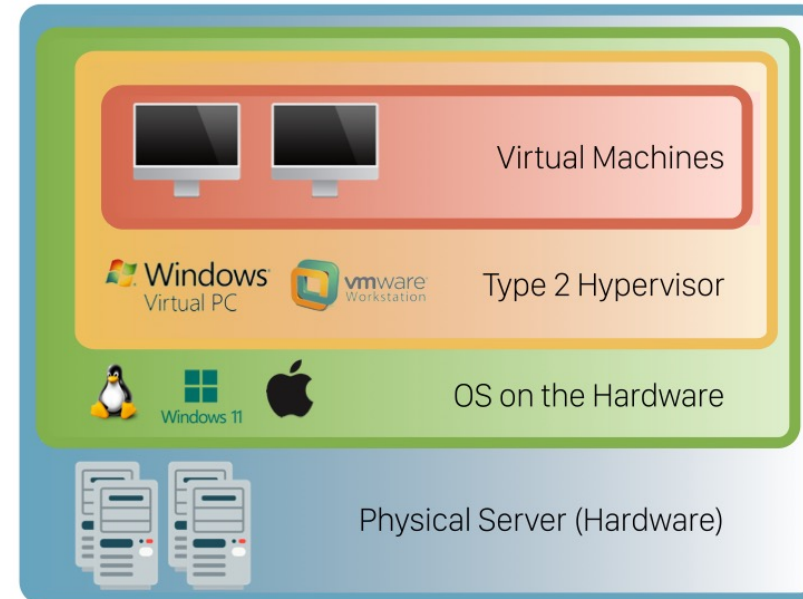 Virtual Machines
Windows
Virtual PC
vmware
Workstation
Type 2 Hypervisor
Windows 11
OS on the Hardware
Physical Server (Hardware)